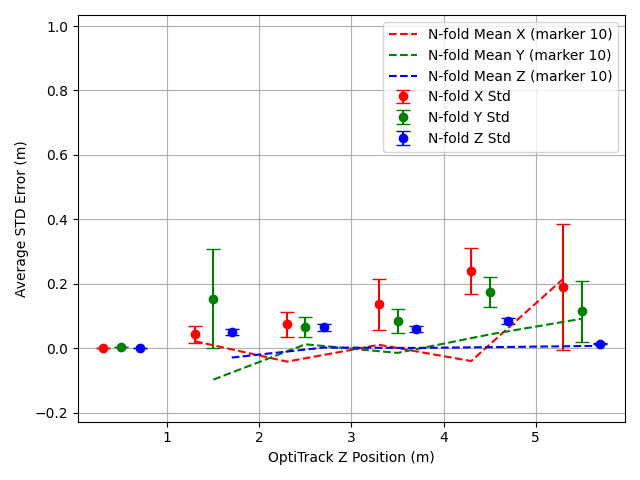 1.0
0.8
0.6
0.4
0.2
0.0
−0.2
Average STD Error (m)
N-fold Mean X (marker 10)
N-fold Mean Y (marker 10)
N-fold Mean Z (marker 10)
N-fold X Std
N-fold Y Std
N-fold Z Std
1 2 3 4 5
OptiTrack Z Position (m)